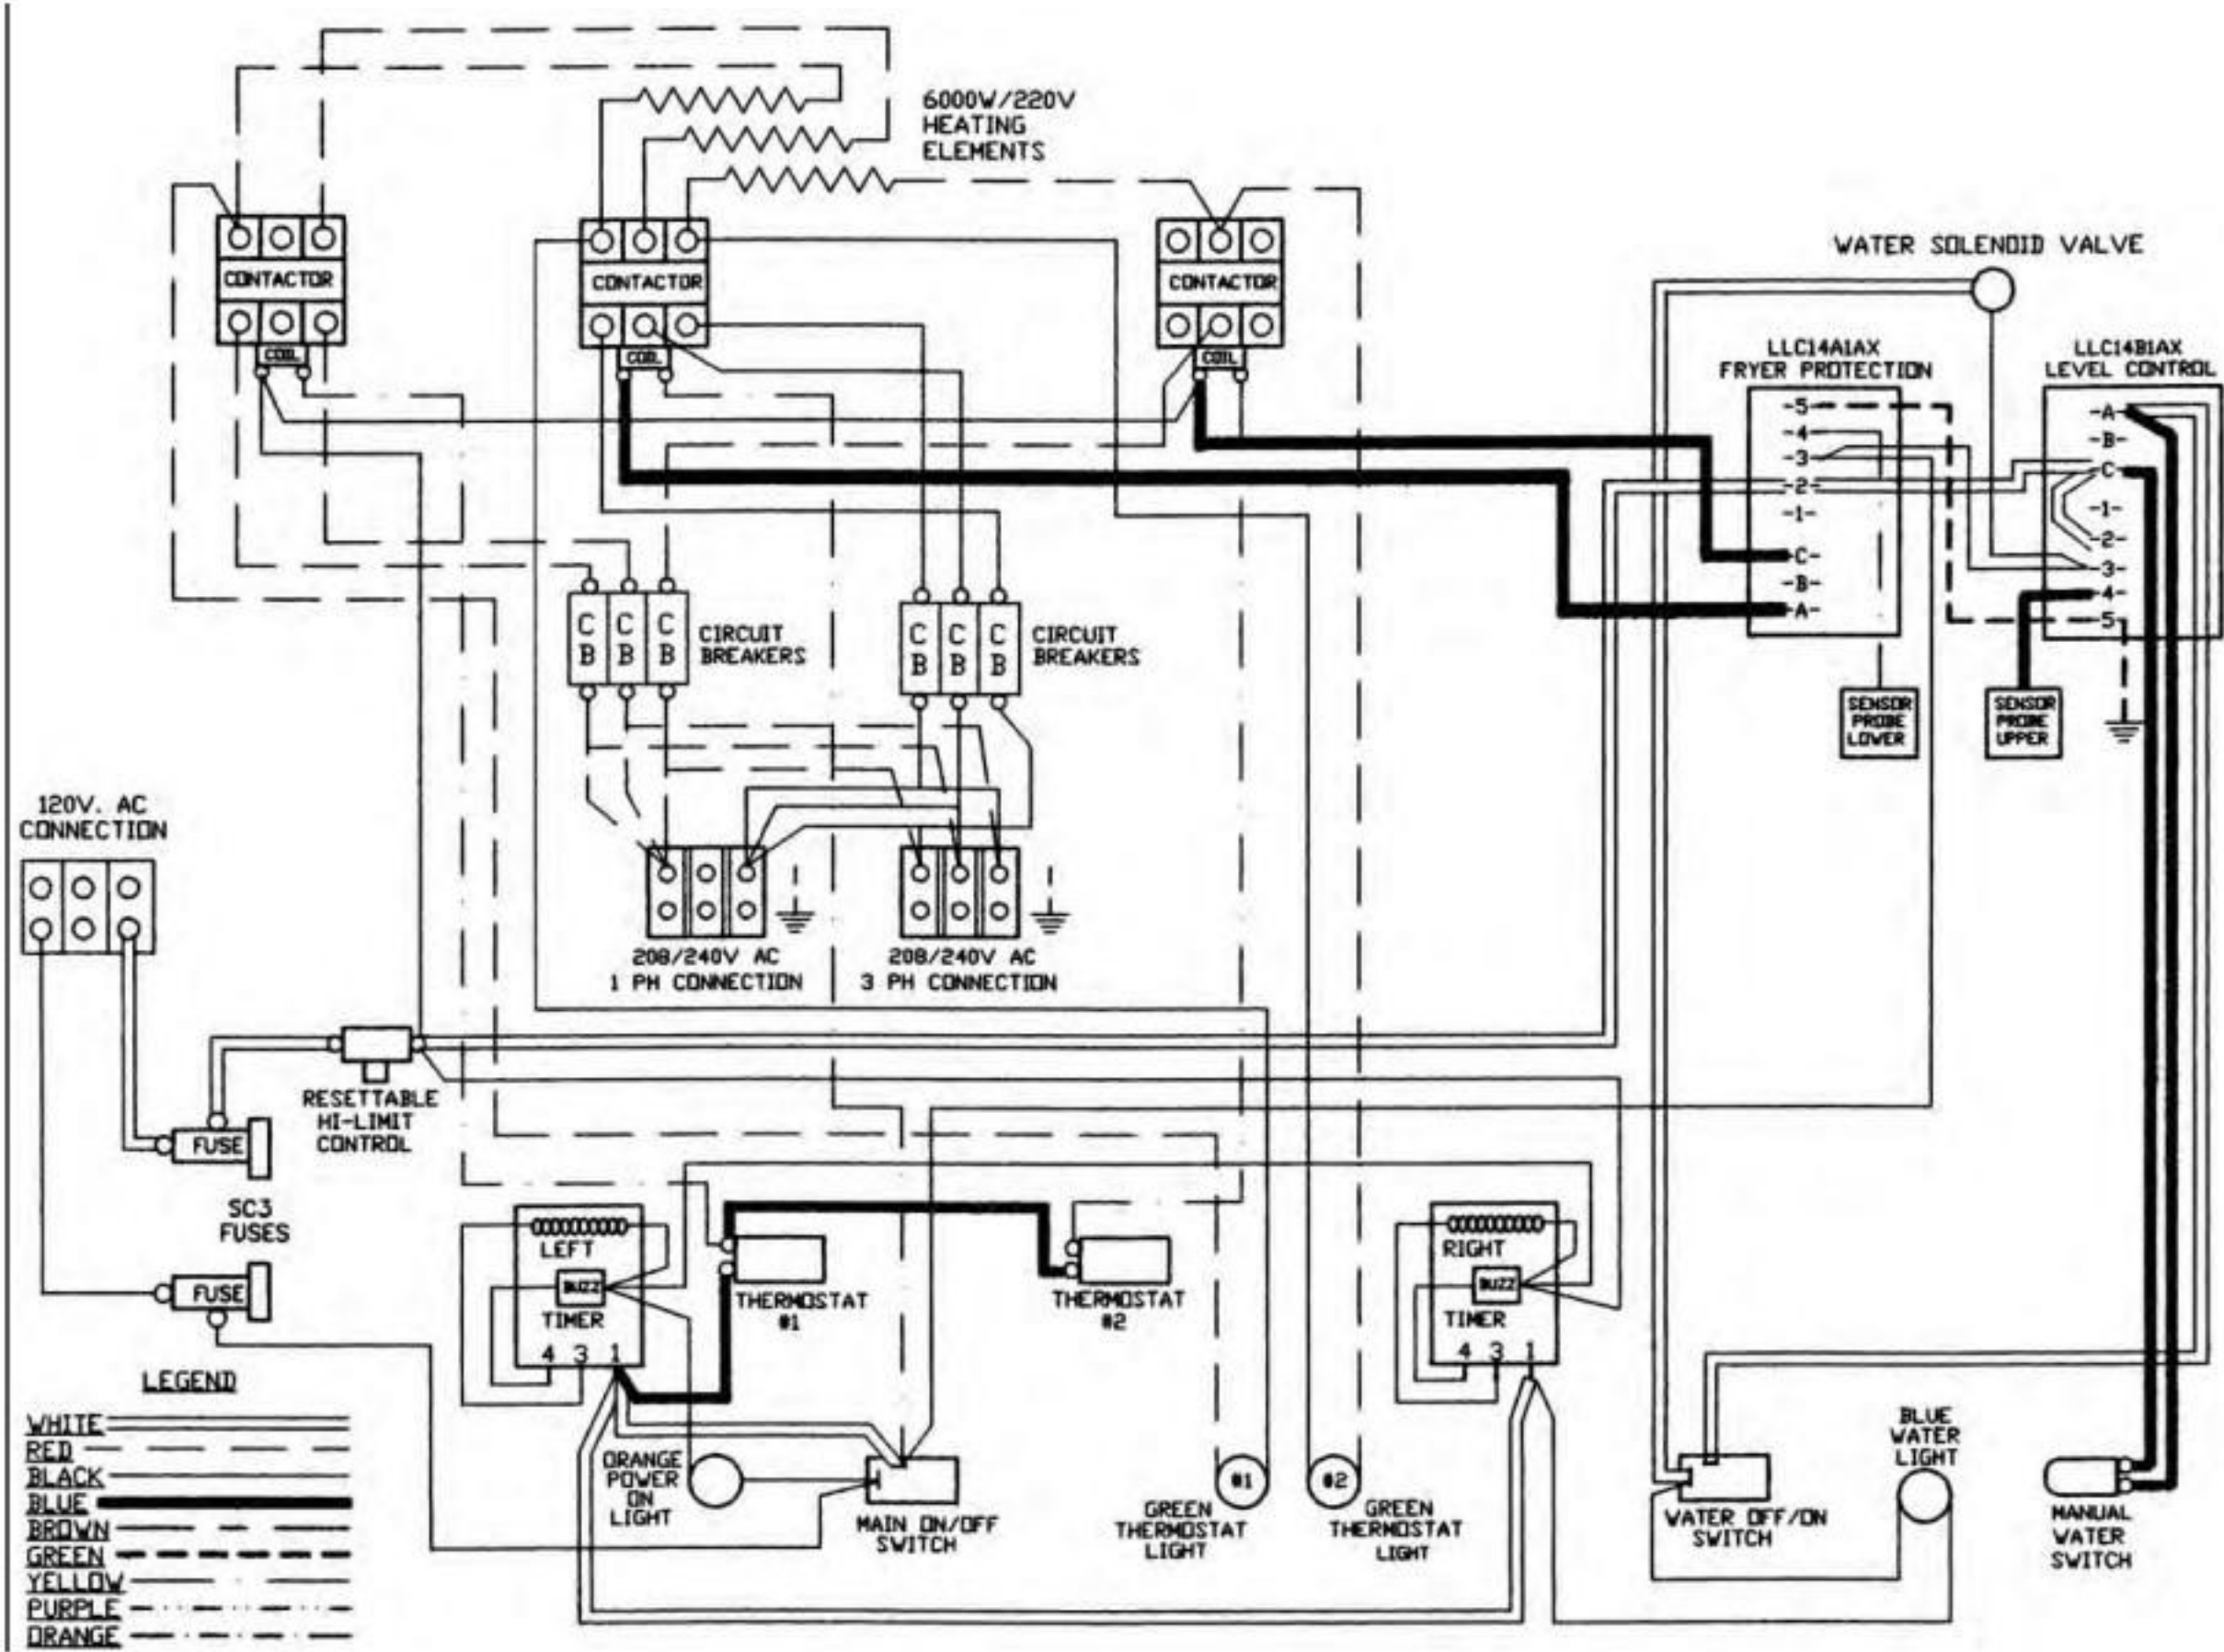 6000W/220V
HEATING
ELEMENTS
CONTACTOR
COIL
CONTACTOR
COIL
CONTACTOR
COIL
WATER SOLENOID VALVE
LLC14A1AX
FRYER PROTECTION
-5-
-4-
-3-
-2-
-1-
-C-
-B-
-A-
LLC14B1AX
LEVEL CONTROL
-A-
-B-
-C-
-1-
-2-
-3-
-4-
-5-
C B
C B
C B
CIRCUIT
BREAKERS
C B
C B
C B
CIRCUIT
BREAKERS
SENSOR
PROBE
LOWER
SENSOR
PROBE
UPPER
120V. AC
CONNECTION
208/240V AC
1 PH CONNECTION
208/240V AC
3 PH CONNECTION
RESETTABLE
HI-LIMIT
CONTROL
FUSE
SC3
FUSES
FUSE
LEFT
BUZZ
TIMER
4 3 1
THERMOSTAT
#1
THERMOSTAT
#2
RIGHT
BUZZ
TIMER
4 3 1
LEGEND
WHITE
RED
BLACK
BLUE
BROWN
GREEN
YELLOW
PURPLE
ORANGE
ORANGE
POWER
ON
LIGHT
MAIN ON/OFF
SWITCH
#1
GREEN
THERMOSTAT
LIGHT
#2
GREEN
THERMOSTAT
LIGHT
WATER OFF/ON
SWITCH
BLUE
WATER
LIGHT
MANUAL
WATER
SWITCH